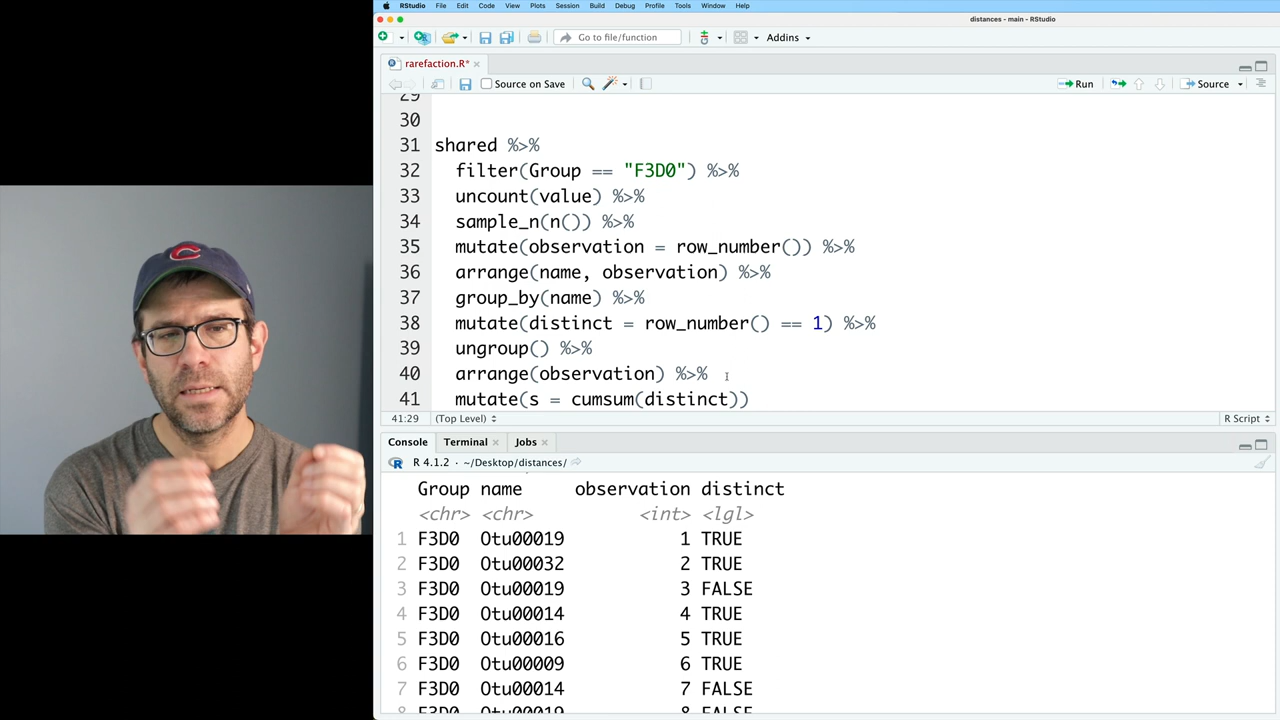 RStudio File Edit Code View Plots Session Build Debug Profile Tools Window Help
distances - main - RStudio
Go to file/function Addins
rarefaction.R*
Source on Save Run Source
29
30
31 shared %>%
32 filter(Group == "F3D0") %>%
33 uncount(value) %>%
34 sample_n(n()) %>%
35 mutate(observation = row_number()) %>%
36 arrange(name, observation) %>%
37 group_by(name) %>%
38 mutate(distinct = row_number() == 1) %>%
39 ungroup() %>%
40 arrange(observation) %>%
41 mutate(s = cumsum(distinct))
41:29 (Top Level) R Script
Console Terminal Jobs
R 4.1.2 · ~/Desktop/distances/
Group name observation distinct
<chr> <chr> <int> <lgl>
1 F3D0 Otu00019 1 TRUE
2 F3D0 Otu00032 2 TRUE
3 F3D0 Otu00019 3 FALSE
4 F3D0 Otu00014 4 TRUE
5 F3D0 Otu00016 5 TRUE
6 F3D0 Otu00009 6 TRUE
7 F3D0 Otu00014 7 FALSE
8 F3D0 Otu00019 8 FALSE
C